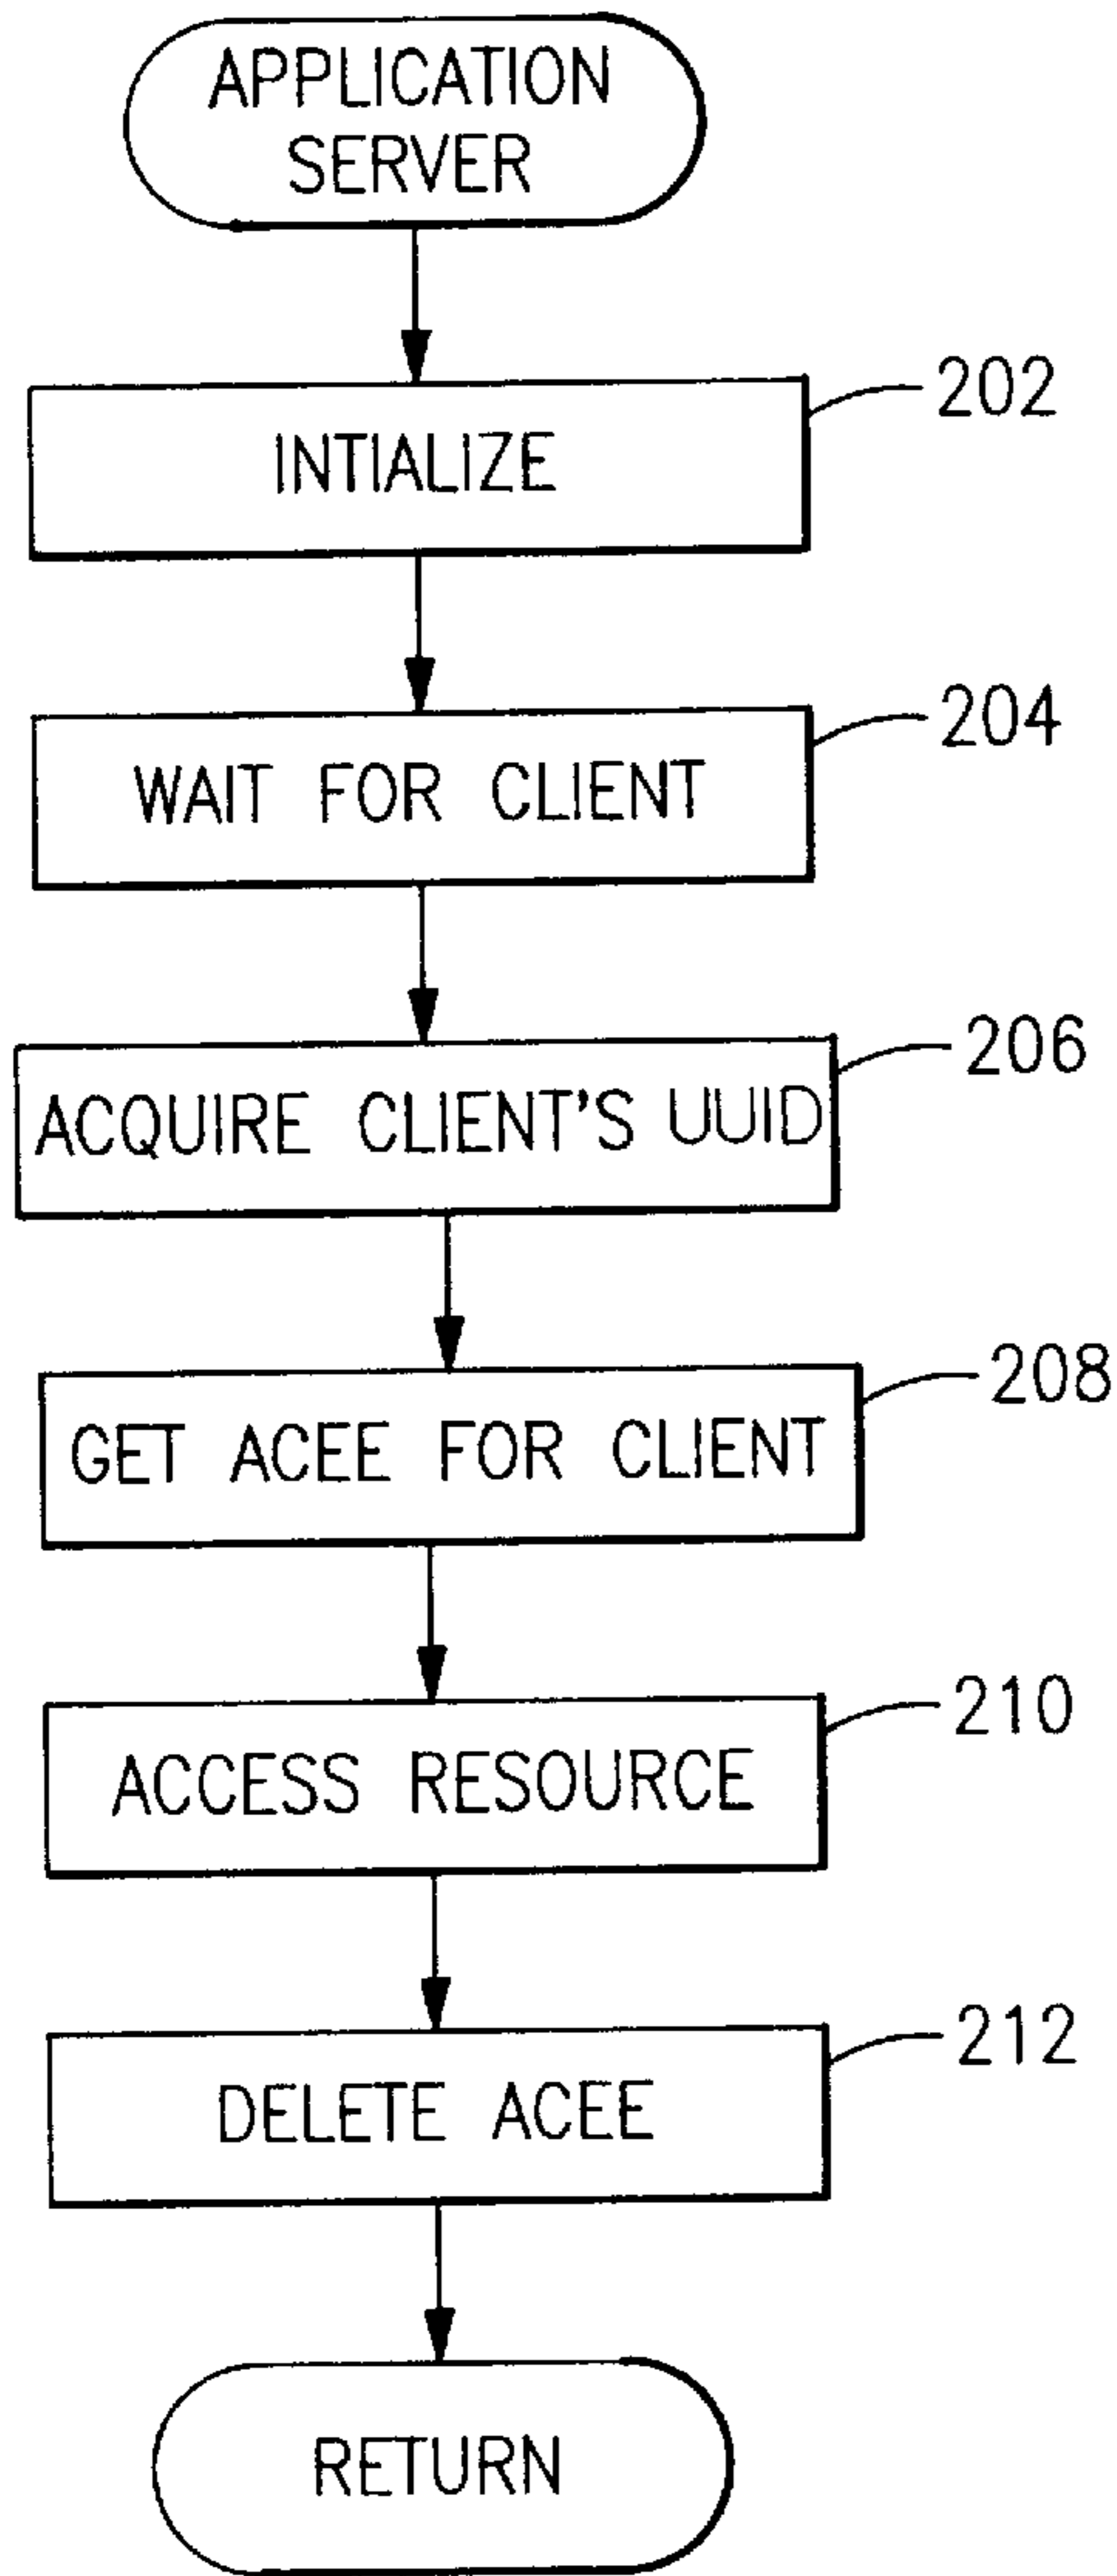 APPLICATION
SERVER
202
INTIALIZE
204
WAIT FOR CLIENT
206
ACQUIRE CLIENT'S UUID
208
GET ACEE FOR CLIENT
210
ACCESS RESOURCE
212
DELETE ACEE
RETURN